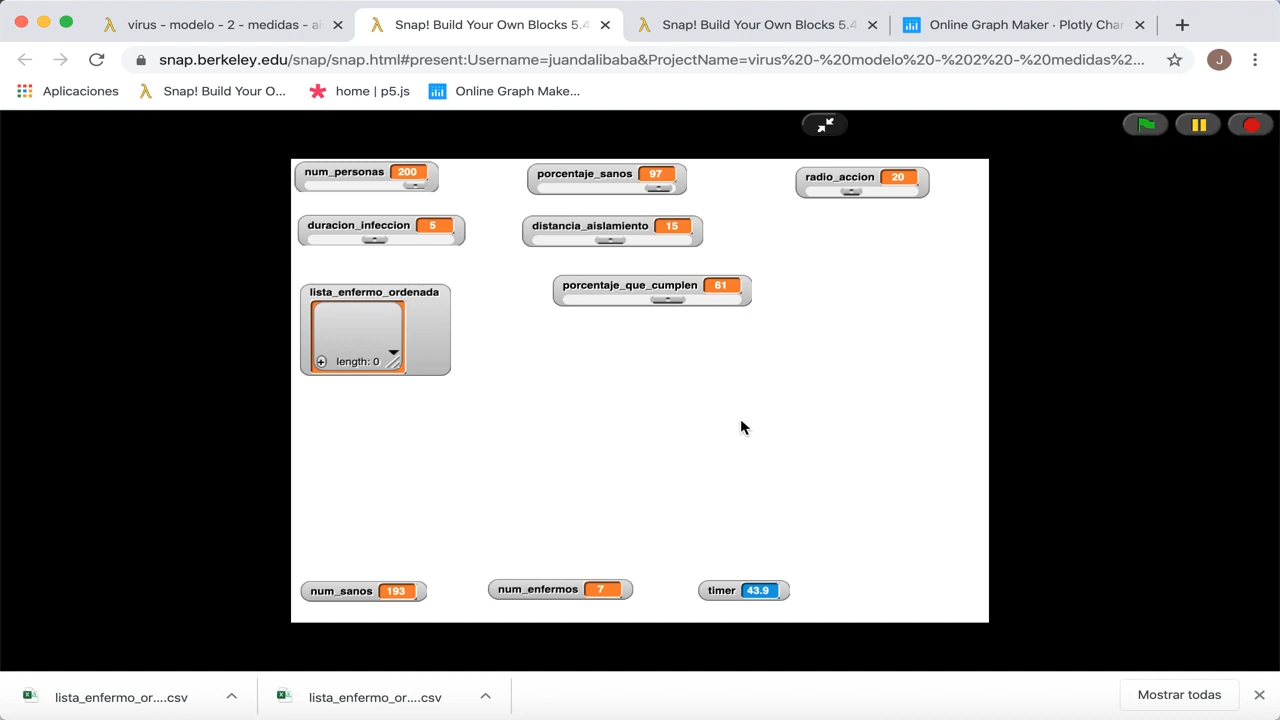 virus - modelo - 2 - medidas - ai
Snap! Build Your Own Blocks 5.4
Snap! Build Your Own Blocks 5.4
Online Graph Maker · Plotly Char
snap.berkeley.edu/snap/snap.html#present:Username=juandalibaba&ProjectName=virus%20-%20modelo%20-%202%20-%20medidas%2...
J
Aplicaciones
Snap! Build Your O...
home | p5.js
Online Graph Make...
num_personas 200
porcentaje_sanos 97
radio_accion 20
duracion_infeccion 5
distancia_aislamiento 15
porcentaje_que_cumplen 61
lista_enfermo_ordenada
+ length: 0
num_sanos 193
num_enfermos 7
timer 43.9
lista_enfermo_or....csv
lista_enfermo_or....csv
Mostrar todas